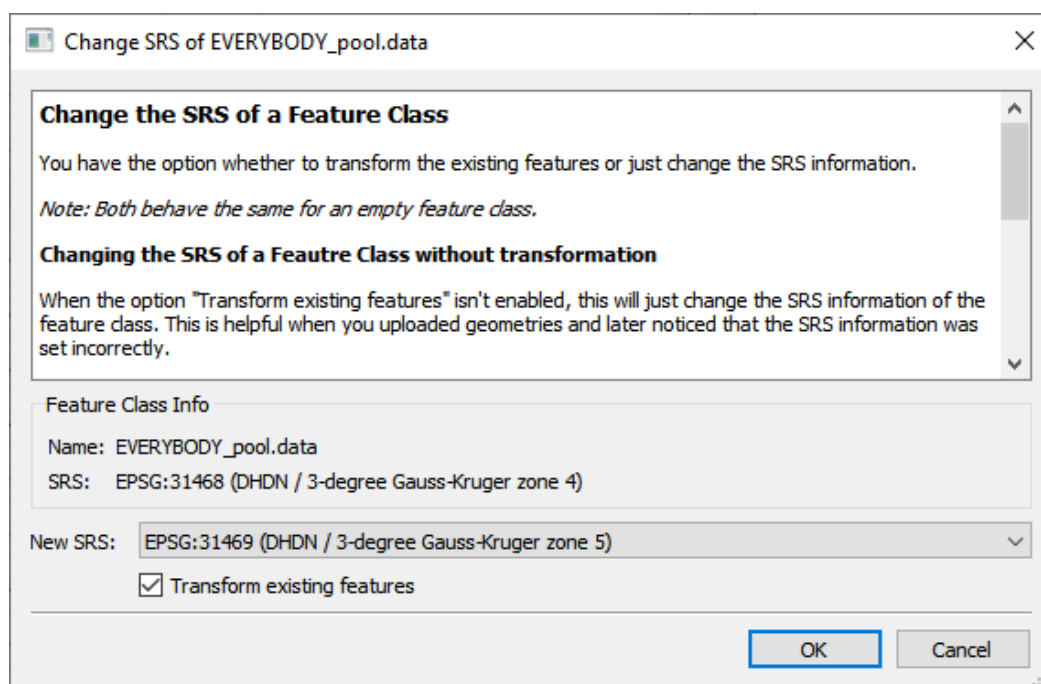 Change SRS of EVERYBODY_pool.data
Change the SRS of a Feature Class
You have the option whether to transform the existing features or just change the SRS information.
Note: Both behave the same for an empty feature class.
Changing the SRS of a Feautre Class without transformation
When the option "Transform existing features" isn't enabled, this will just change the SRS information of the
feature class. This is helpful when you uploaded geometries and later noticed that the SRS information was
set incorrectly.
Feature Class Info
Name: EVERYBODY_pool.data
SRS: EPSG:31468 (DHDN / 3-degree Gauss-Kruger zone 4)
New SRS: EPSG:31469 (DHDN / 3-degree Gauss-Kruger zone 5)
Transform existing features
OK Cancel